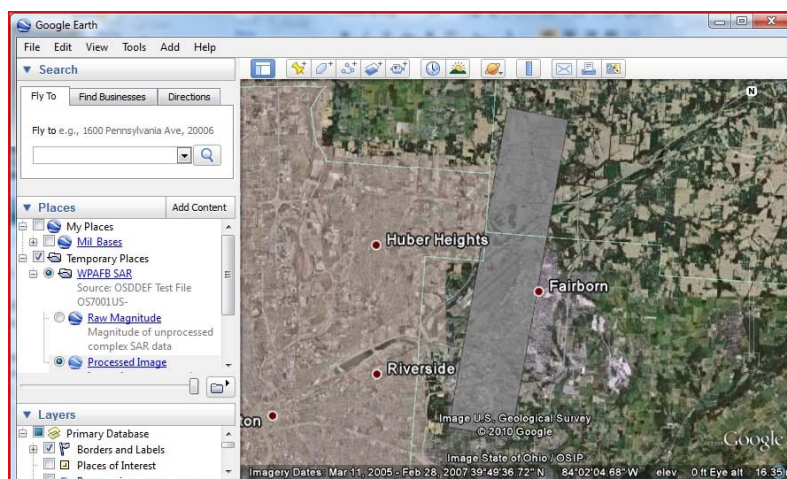 Google Earth
File Edit View Tools Add Help
Search
Fly To Find Businesses Directions
Fly to e.g., 1600 Pennsylvania Ave, 20006
Places Add Content
My Places
Mil_Bases
Temporary Places
WPAFB SAR
Source: OSDDEF Test File
OS7001US-
Raw Magnitude
Magnitude of unprocessed
complex SAR data
Processed Image
Layers
Primary Database
Borders and Labels
Places of Interest
N
Huber Heights
Fairborn
Riverside
ton
Image U.S. Geological Survey
© 2010 Google
Image State of Ohio / OSIP
Google
Imagery Dates: Mar 11, 2005 - Feb 28, 2007 39°49'36.72" N 84°02'04.68" W elev 0 ft Eye alt 16.35